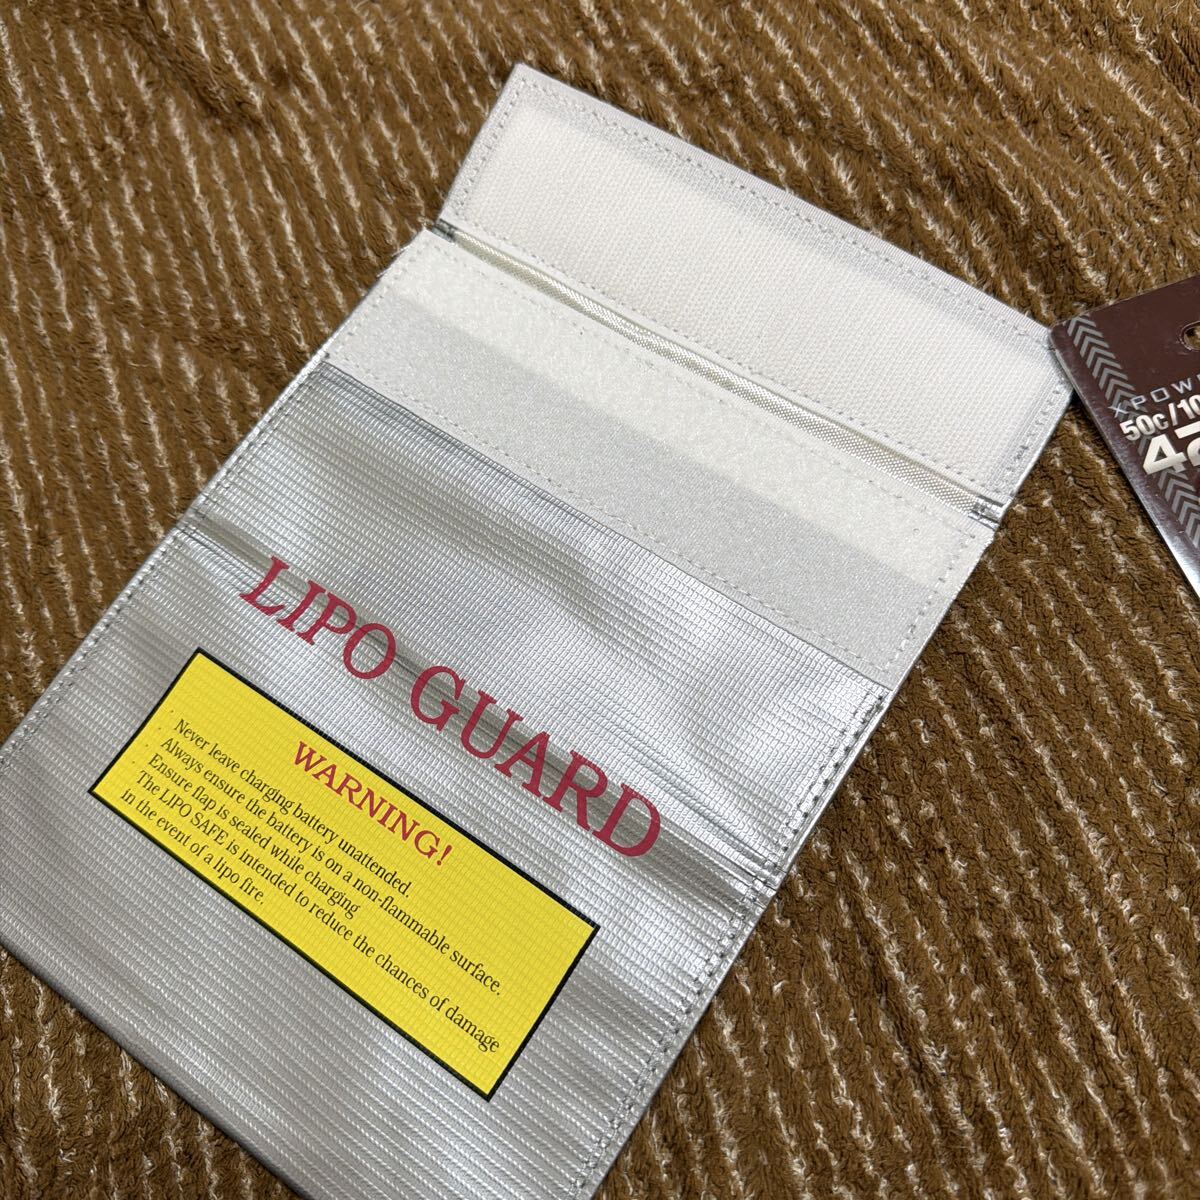 LIPO GUARD
WARNING!
· Never leave charging battery unattended.
· Always ensure the battery is on a non-flammable surface.
· Ensure flap is sealed while charging
· The LIPO SAFE is intended to reduce the chances of damage
in the event of a lipo fire.
50c/10